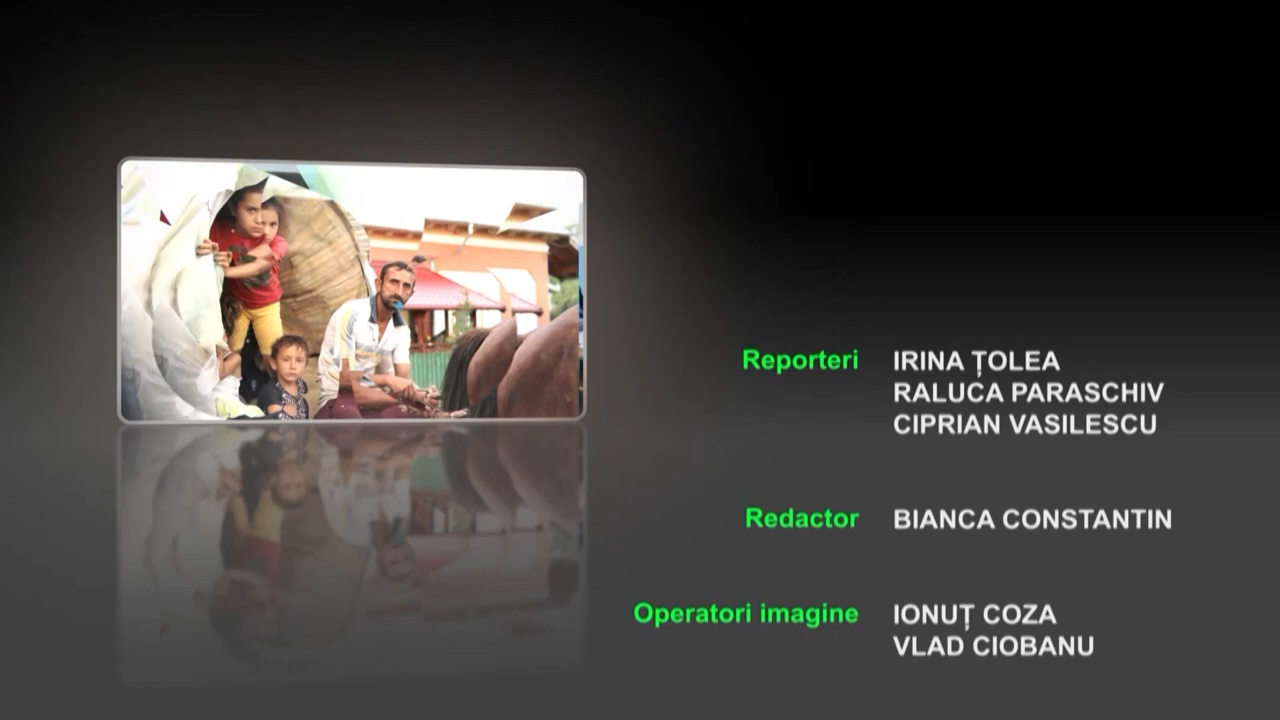 Reporteri IRINA ȚOLEA
RALUCA PARASCHIV
CIPRIAN VASILESCU
Redactor BIANCA CONSTANTIN
Operatori imagine IONUȚ COZA
VLAD CIOBANU